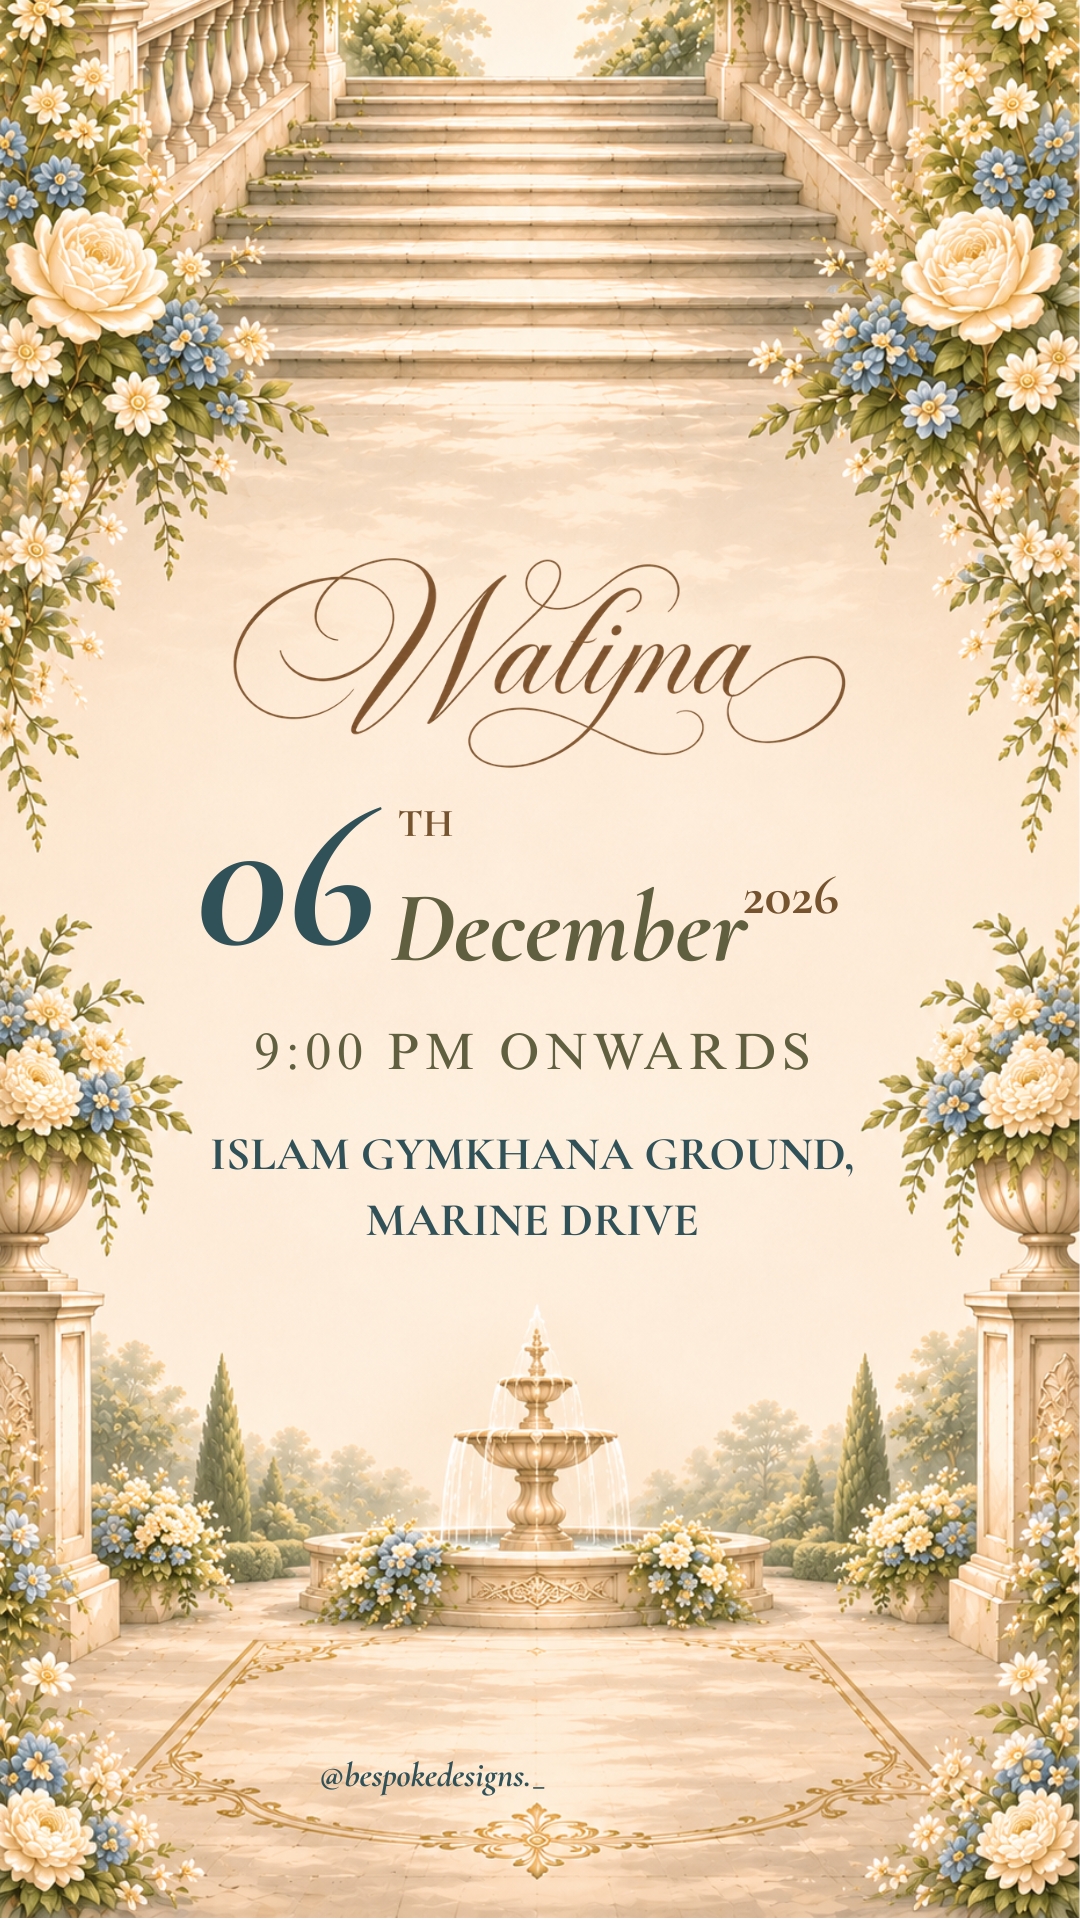 Walima
06 TH
December 2026
9:00 PM ONWARDS
ISLAM GYMKHANA GROUND,
MARINE DRIVE
@bespokedesigns._